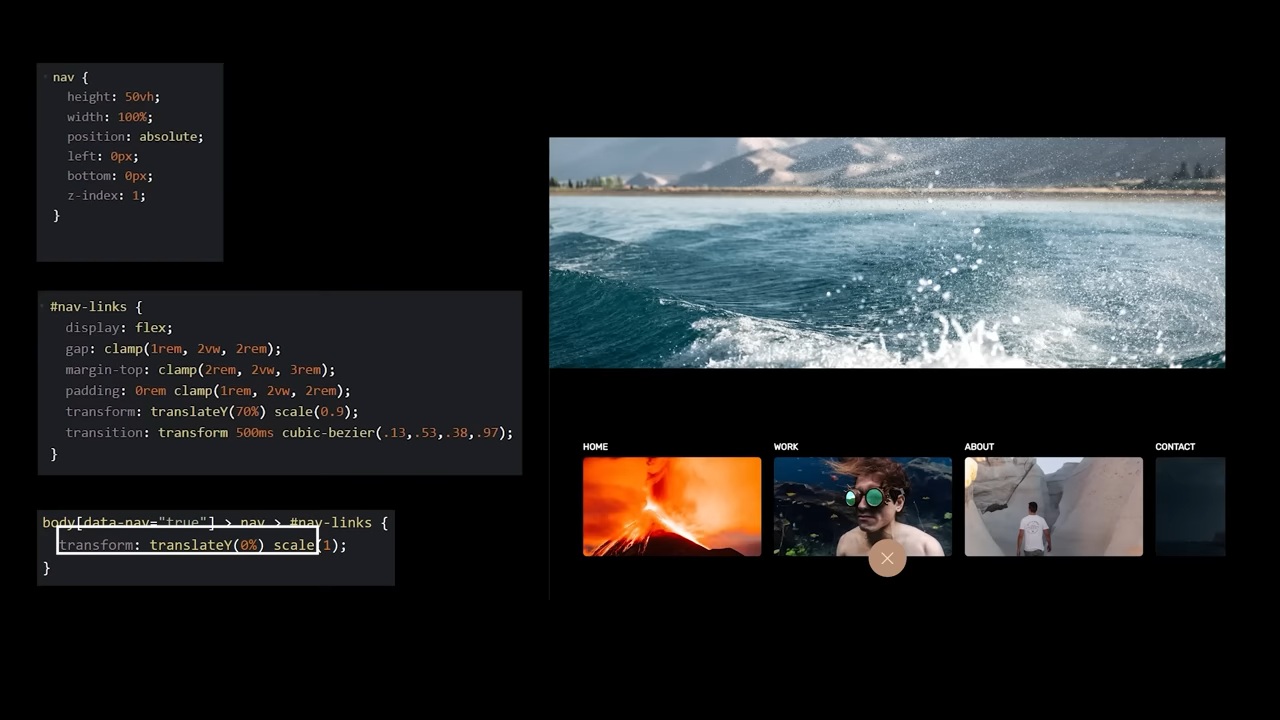 nav {
height: 50vh;
width: 100%;
position: absolute;
left: 0px;
bottom: 0px;
z-index: 1;
}
#nav-links {
display: flex;
gap: clamp(1rem, 2vw, 2rem);
margin-top: clamp(2rem, 2vw, 3rem);
padding: 0rem clamp(1rem, 2vw, 2rem);
transform: translateY(70%) scale(0.9);
transition: transform 500ms cubic-bezier(.13,.53,.38,.97);
}
body[data-nav="true"] > nav > #nav-links {
transform: translateY(0%) scale(1);
}
HOME
WORK
ABOUT
CONTACT